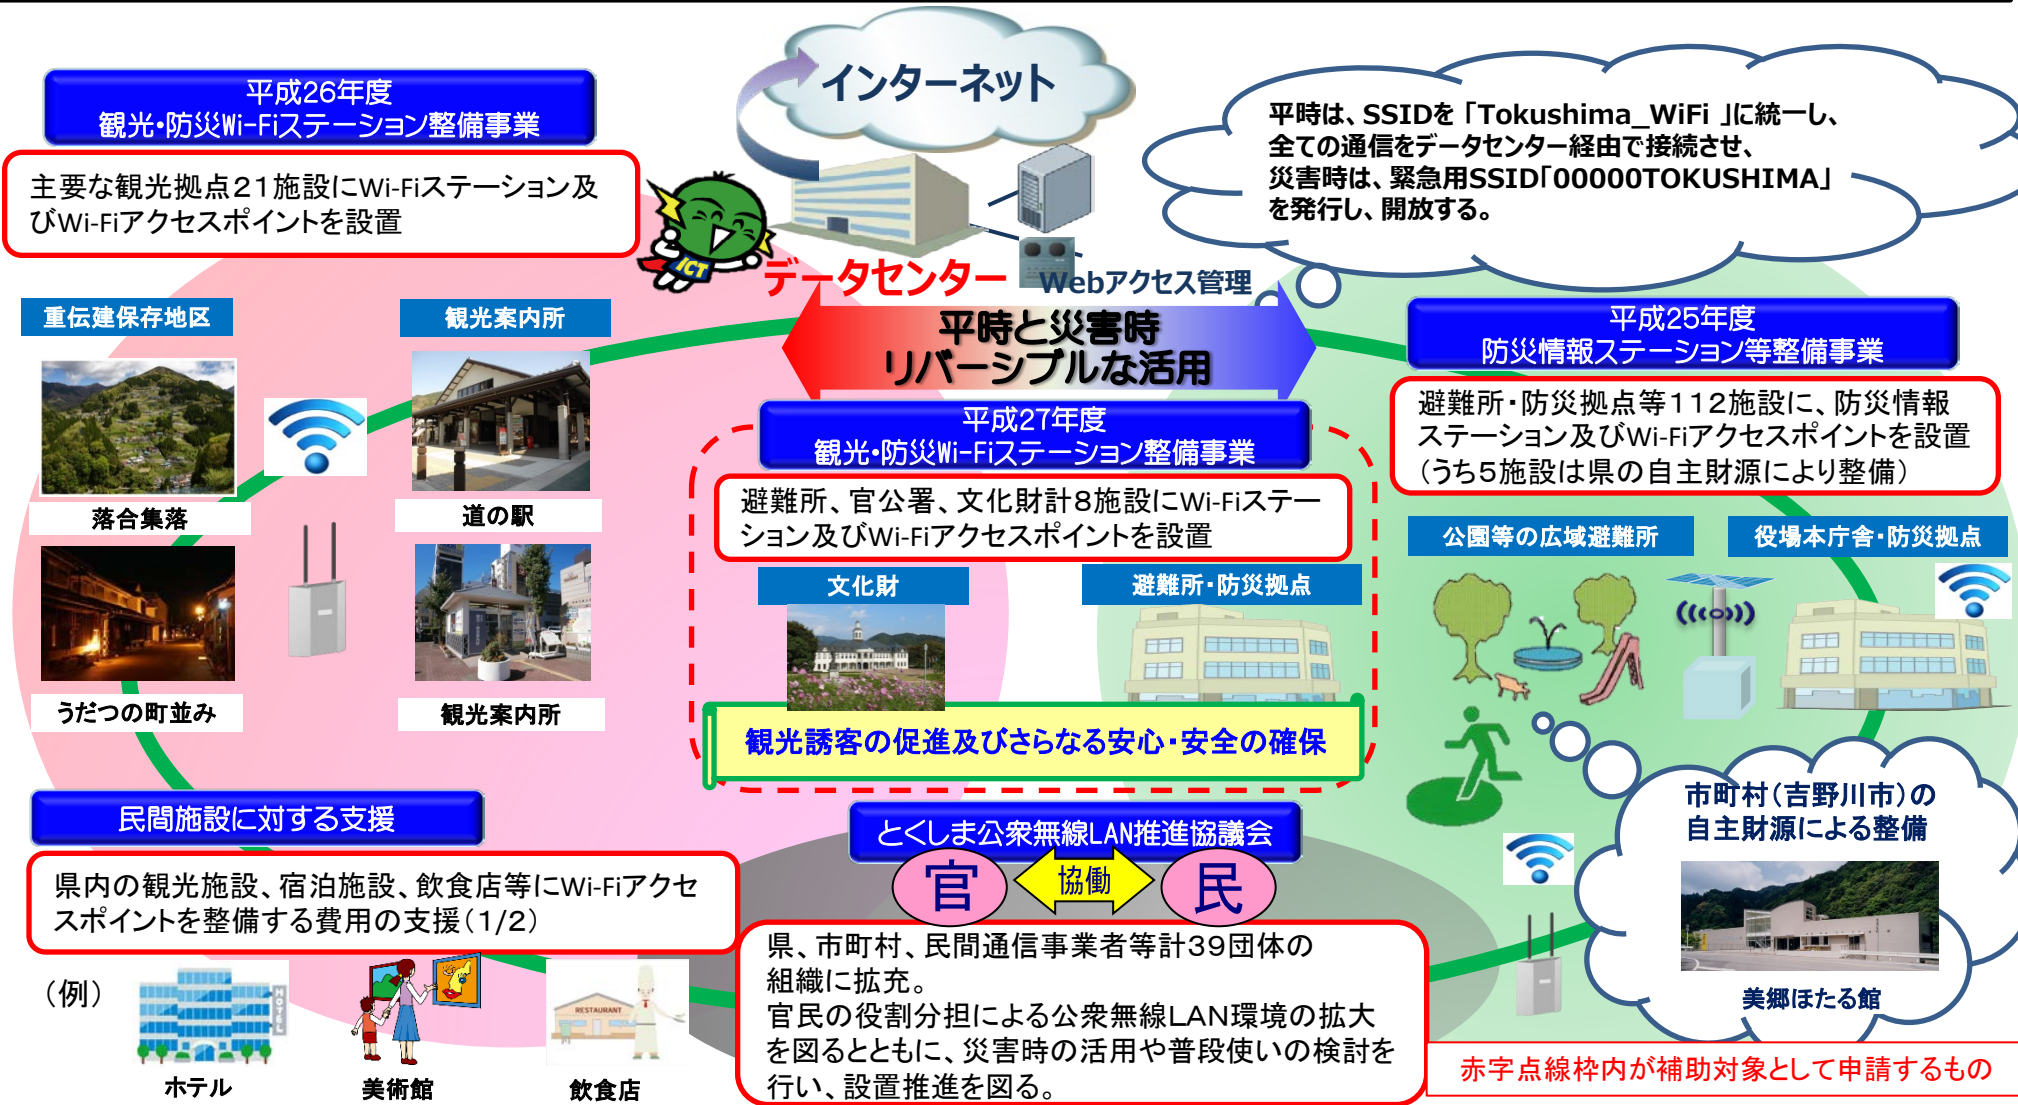 インターネット
平成26年度
観光・防災Wi-Fiステーション整備事業
主要な観光拠点21施設にWi-Fiステーション及
びWi-Fiアクセスポイントを設置
平時は、SSIDを「Tokushima_WiFi 」に統一し、
全ての通信をデータセンター経由で接続させ、
災害時は、緊急用SSID「00000TOKUSHIMA」
を発行し、開放する。
ICT
データセンター
Webアクセス管理
平時と災害時
リバーシブルな活用
重伝建保存地区
観光案内所
落合集落
道の駅
うだつの町並み
観光案内所
平成27年度
観光・防災Wi-Fiステーション整備事業
避難所、官公署、文化財計8施設にWi-Fiステー
ション及びWi-Fiアクセスポイントを設置
文化財
避難所・防災拠点
観光誘客の促進及びさらなる安心・安全の確保
平成25年度
防災情報ステーション等整備事業
避難所・防災拠点等112施設に、防災情報
ステーション及びWi-Fiアクセスポイントを設置
（うち5施設は県の自主財源により整備）
公園等の広域避難所
役場本庁舎・防災拠点
市町村（吉野川市）の
自主財源による整備
美郷ほたる館
民間施設に対する支援
県内の観光施設、宿泊施設、飲食店等にWi-Fiアクセ
スポイントを整備する費用の支援（1/2）
（例）
HOTEL
RESTAURANT
ホテル
美術館
飲食店
とくしま公衆無線LAN推進協議会
官
協働
民
県、市町村、民間通信事業者等計39団体の
組織に拡充。
官民の役割分担による公衆無線LAN環境の拡大
を図るとともに、災害時の活用や普段使いの検討を
行い、設置推進を図る。
赤字点線枠内が補助対象として申請するもの